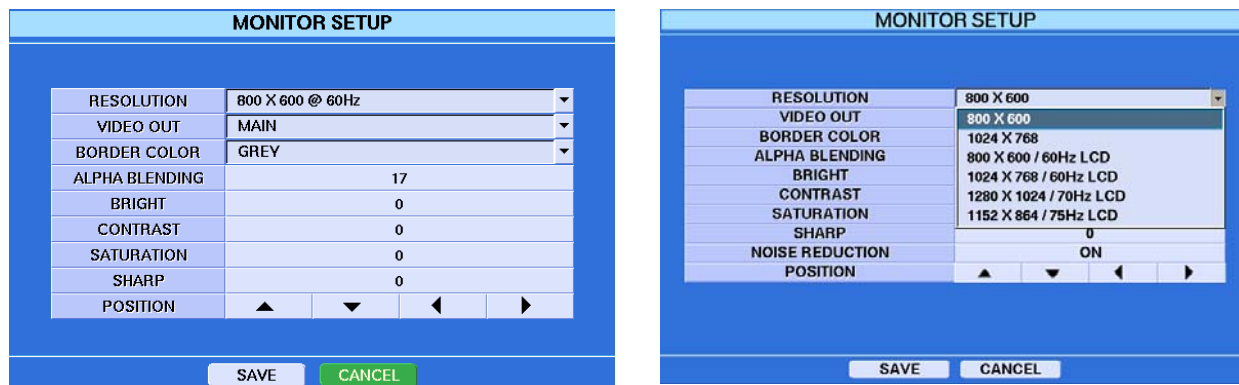 MONITOR SETUP
RESOLUTION 800 X 600 @ 60Hz
VIDEO OUT MAIN
BORDER COLOR GREY
ALPHA BLENDING 17
BRIGHT 0
CONTRAST 0
SATURATION 0
SHARP 0
POSITION
SAVE CANCEL
MONITOR SETUP
RESOLUTION 800 X 600
VIDEO OUT 800 X 600
BORDER COLOR 1024 X 768
ALPHA BLENDING 800 X 600 / 60Hz LCD
BRIGHT 1024 X 768 / 60Hz LCD
CONTRAST 1280 X 1024 / 70Hz LCD
SATURATION 1152 X 864 / 75Hz LCD
SHARP 0
NOISE REDUCTION ON
POSITION
SAVE CANCEL